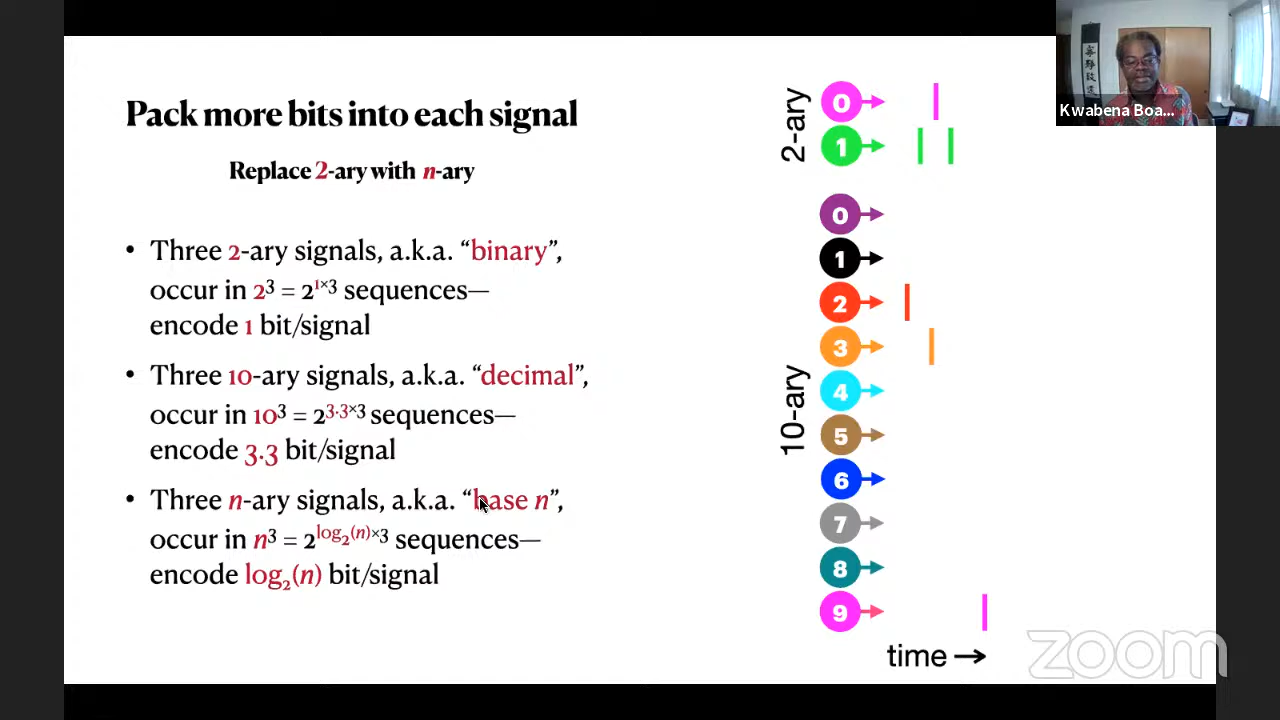 Pack more bits into each signal
Replace 2-ary with n-ary
• Three 2-ary signals, a.k.a. “binary”,
occur in 2³ = 2¹ˣ³ sequences—
encode 1 bit/signal
• Three 10-ary signals, a.k.a. “decimal”,
occur in 10³ = 2³·³ˣ³ sequences—
encode 3.3 bit/signal
• Three n-ary signals, a.k.a. “base n”,
occur in n³ = 2^log₂(n)×3 sequences—
encode log₂(n) bit/signal
2-ary
0
1
10-ary
0
1
2
3
4
5
6
7
8
9
time →
Kwabena Boa...
zoom